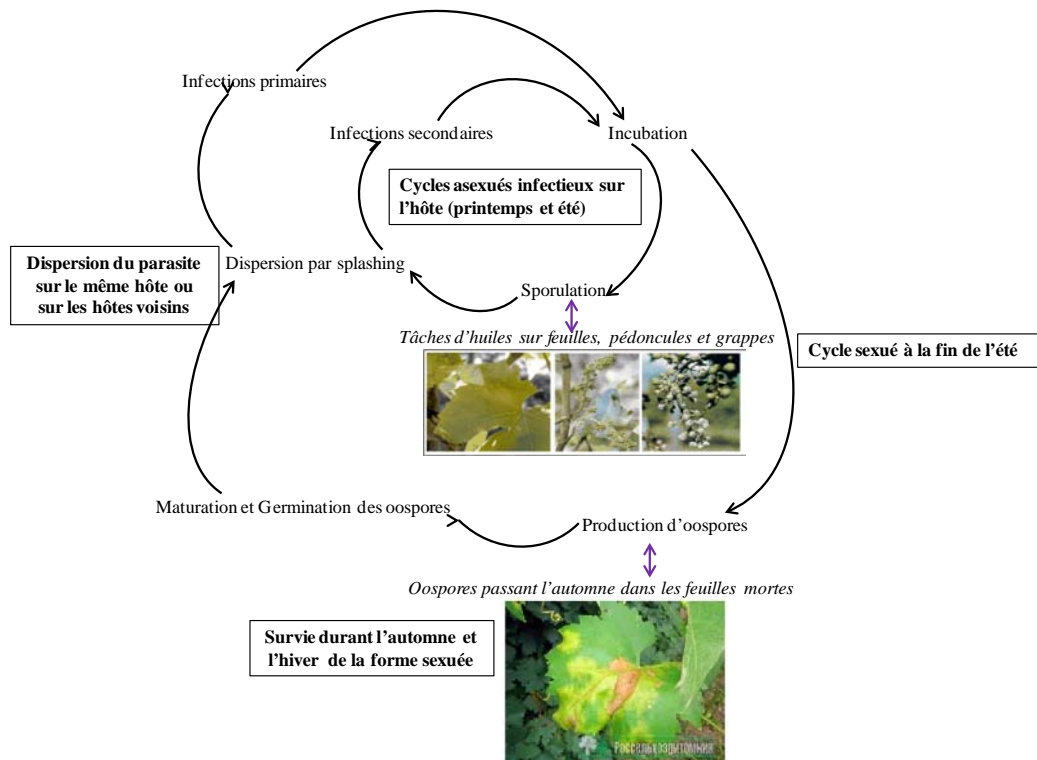 Infections primaires
Infections secondaires
Incubation
Cycles asexués infectieux sur
l'hôte (printemps et été)
Dispersion du parasite
sur le même hôte ou
sur les hôtes voisins
Dispersion par splashing
Sporulation
Tâches d'huiles sur feuilles, pédoncules et grappes
Cycle sexué à la fin de l'été
Maturation et Germination des oospores
Production d'oospores
Oospores passant l'automne dans les feuilles mortes
Survie durant l'automne et
l'hiver de la forme sexuée